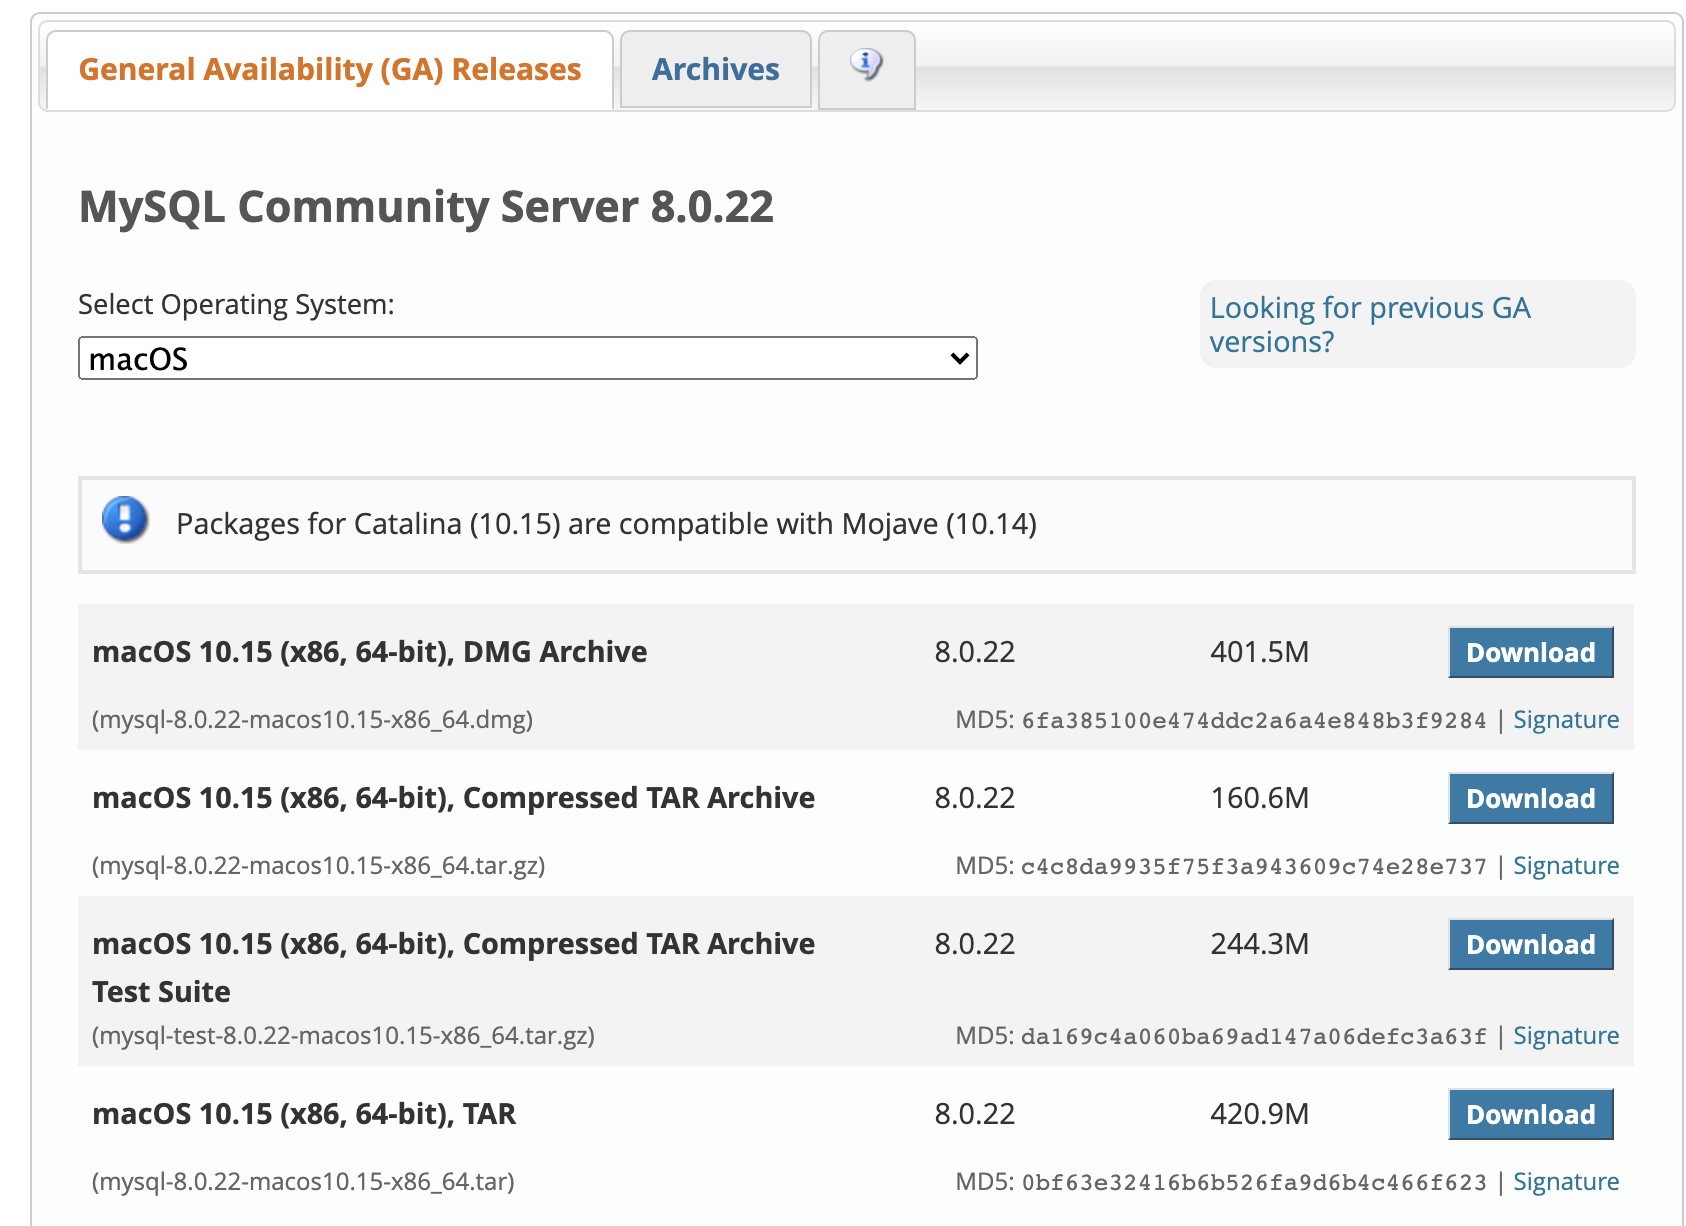 General Availability (GA) Releases
Archives
MySQL Community Server 8.0.22
Select Operating System:
Looking for previous GA
versions?
macOS
Packages for Catalina (10.15) are compatible with Mojave (10.14)
macOS 10.15 (x86, 64-bit), DMG Archive 8.0.22 401.5M Download
(mysql-8.0.22-macos10.15-x86_64.dmg) MD5: 6fa385100e474ddc2a6a4e848b3f9284 | Signature
macOS 10.15 (x86, 64-bit), Compressed TAR Archive 8.0.22 160.6M Download
(mysql-8.0.22-macos10.15-x86_64.tar.gz) MD5: c4c8da9935f75f3a943609c74e28e737 | Signature
macOS 10.15 (x86, 64-bit), Compressed TAR Archive 8.0.22 244.3M Download
Test Suite
(mysql-test-8.0.22-macos10.15-x86_64.tar.gz) MD5: da169c4a060ba69ad147a06defc3a63f | Signature
macOS 10.15 (x86, 64-bit), TAR 8.0.22 420.9M Download
(mysql-8.0.22-macos10.15-x86_64.tar) MD5: 0bf63e32416b6b526fa9d6b4c466f623 | Signature